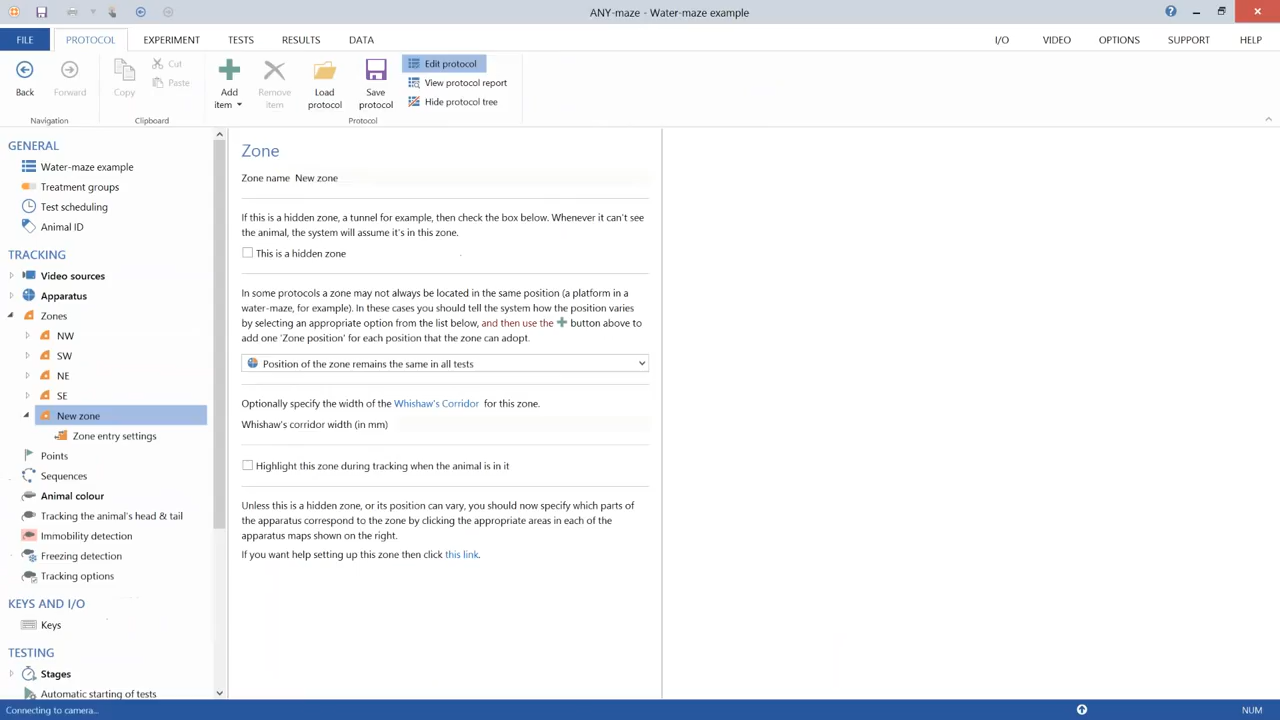 ANY-maze - Water-maze example
FILE
PROTOCOL
EXPERIMENT
TESTS
RESULTS
DATA
I/O
VIDEO
OPTIONS
SUPPORT
HELP
Back
Forward
Navigation
Copy
Cut
Paste
Clipboard
Add
item
Remove
item
Load
protocol
Save
protocol
Edit protocol
View protocol report
Hide protocol tree
Protocol
GENERAL
Water-maze example
Treatment groups
Test scheduling
Animal ID
TRACKING
Video sources
Apparatus
Zones
NW
SW
NE
SE
New zone
Zone entry settings
Points
Sequences
Animal colour
Tracking the animal's head & tail
Immobility detection
Freezing detection
Tracking options
KEYS AND I/O
Keys
TESTING
Stages
Automatic starting of tests
Zone
Zone name New zone
If this is a hidden zone, a tunnel for example, then check the box below. Whenever it can't see
the animal, the system will assume it's in this zone.
This is a hidden zone
In some protocols a zone may not always be located in the same position (a platform in a
water-maze, for example). In these cases you should tell the system how the position varies
by selecting an appropriate option from the list below, and then use the + button above to
add one 'Zone position' for each position that the zone can adopt.
Position of the zone remains the same in all tests
Optionally specify the width of the Whishaw's Corridor for this zone.
Whishaw's corridor width (in mm)
Highlight this zone during tracking when the animal is in it
Unless this is a hidden zone, or its position can vary, you should now specify which parts of
the apparatus correspond to the zone by clicking the appropriate areas in each of the
apparatus maps shown on the right.
If you want help setting up this zone then click this link.
Connecting to camera...
NUM